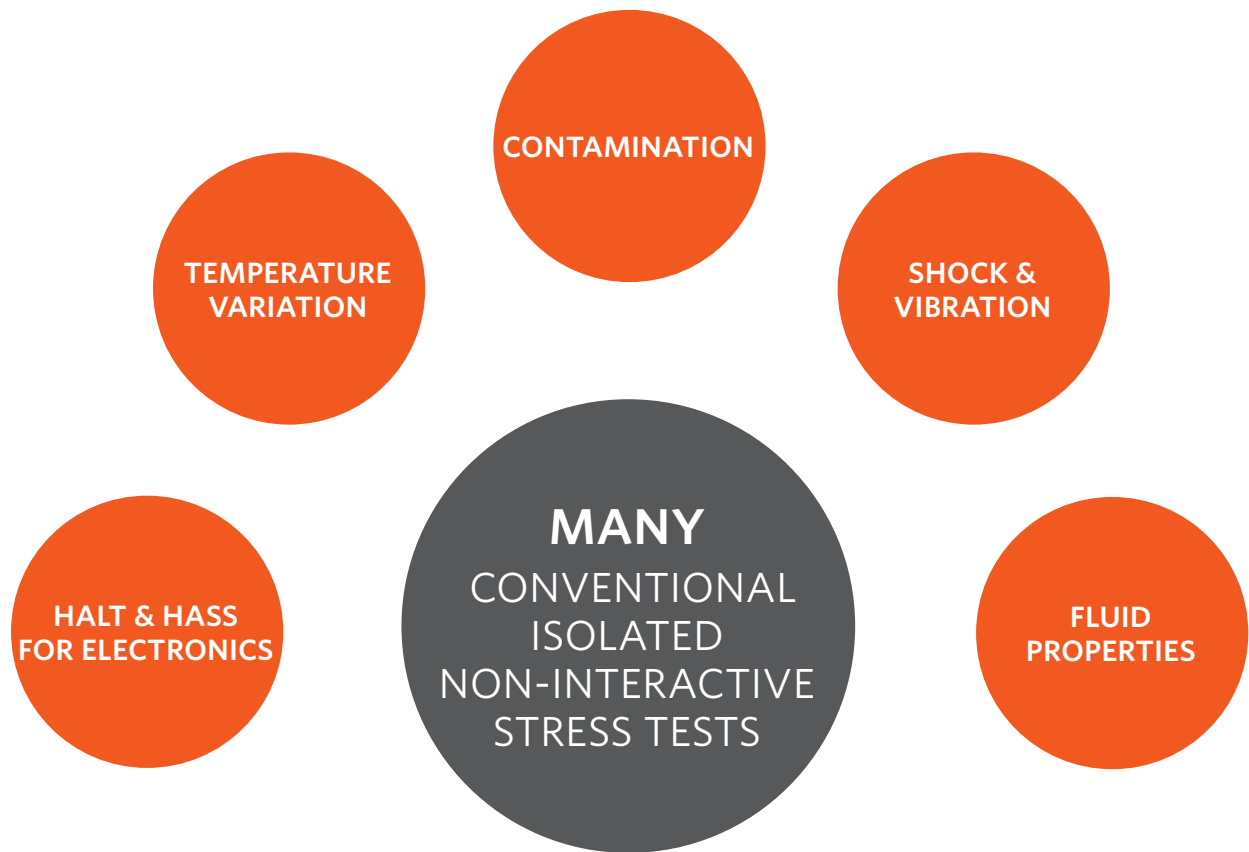 CONTAMINATION
TEMPERATURE
VARIATION
SHOCK &
VIBRATION
HALT & HASS
FOR ELECTRONICS
MANY
CONVENTIONAL
ISOLATED
NON-INTERACTIVE
STRESS TESTS
FLUID
PROPERTIES